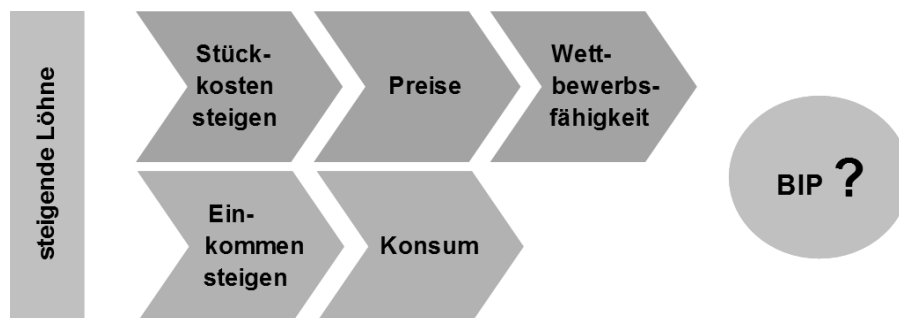 steigende Löhne
Stück-
kosten
steigen
Preise
Wett-
bewerbs-
fähigkeit
Ein-
kommen
steigen
Konsum
BIP ?